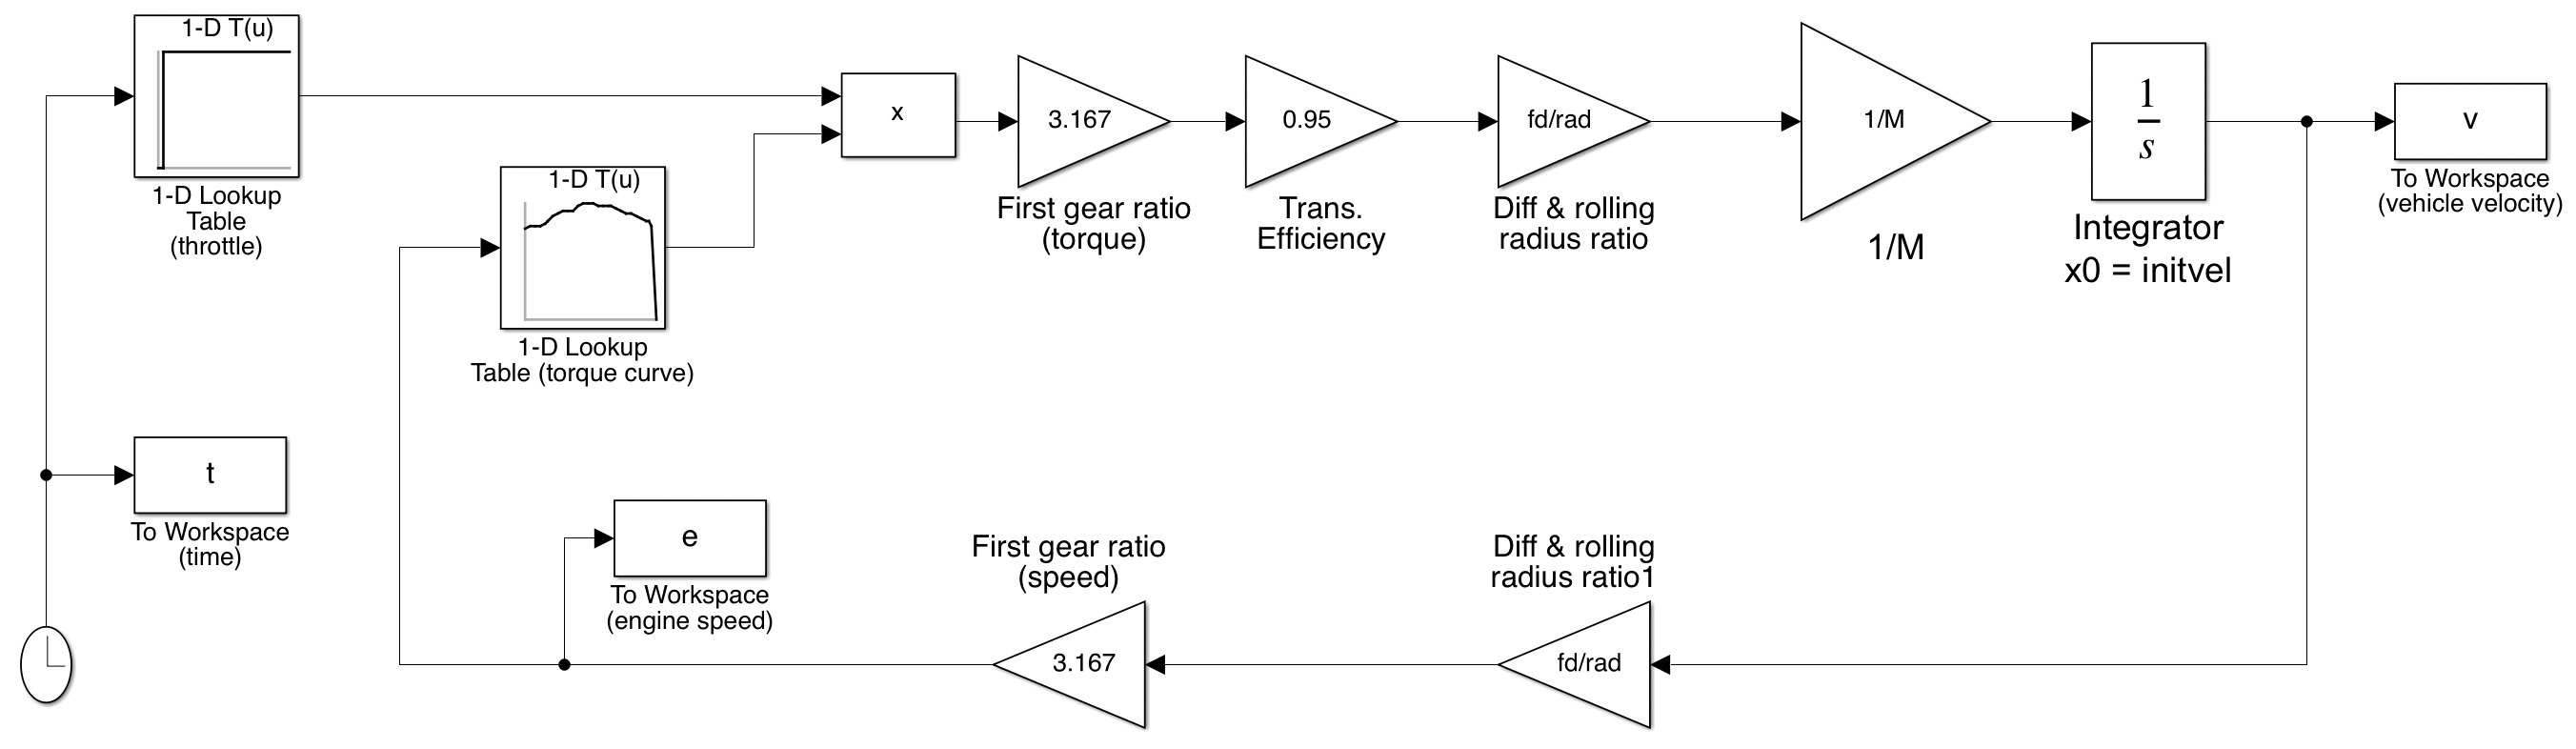 1-D T(u)
1-D Lookup
Table
(throttle)
1-D T(u)
1-D Lookup
Table (torque curve)
x
3.167
First gear ratio
(torque)
0.95
Trans.
Efficiency
fd/rad
Diff & rolling
radius ratio
1/M
1/M
1
s
Integrator
x0 = initvel
v
To Workspace
(vehicle velocity)
t
To Workspace
(time)
e
To Workspace
(engine speed)
First gear ratio
(speed)
3.167
Diff & rolling
radius ratio1
fd/rad